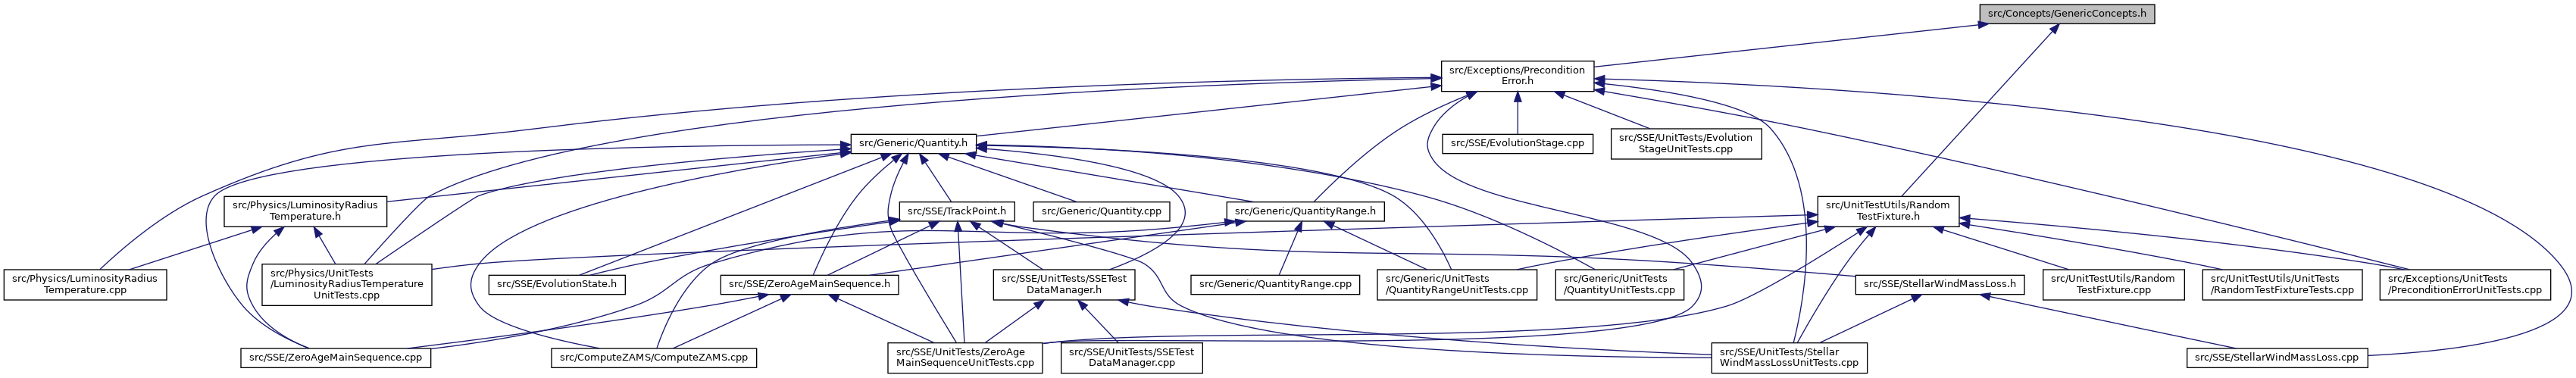 src/Concepts/GenericConcepts.h
src/Exceptions/Precondition
Error.h
src/Generic/Quantity.h
src/SSE/EvolutionStage.cpp
src/SSE/UnitTests/Evolution
StageUnitTests.cpp
src/Physics/LuminosityRadius
Temperature.h
src/SSE/TrackPoint.h
src/Generic/Quantity.cpp
src/Generic/QuantityRange.h
src/UnitTestUtils/Random
TestFixture.h
src/Physics/LuminosityRadius
Temperature.cpp
src/Physics/UnitTests
/LuminosityRadiusTemperature
UnitTests.cpp
src/SSE/EvolutionState.h
src/SSE/ZeroAgeMainSequence.h
src/SSE/UnitTests/SSETest
DataManager.h
src/Generic/QuantityRange.cpp
src/Generic/UnitTests
/QuantityRangeUnitTests.cpp
src/Generic/UnitTests
/QuantityUnitTests.cpp
src/SSE/StellarWindMassLoss.h
src/UnitTestUtils/Random
TestFixture.cpp
src/UnitTestUtils/UnitTests
/RandomTestFixtureTests.cpp
src/Exceptions/UnitTests
/PreconditionErrorUnitTests.cpp
src/SSE/ZeroAgeMainSequence.cpp
src/ComputeZAMS/ComputeZAMS.cpp
src/SSE/UnitTests/ZeroAge
MainSequenceUnitTests.cpp
src/SSE/UnitTests/SSETest
DataManager.cpp
src/SSE/UnitTests/Stellar
WindMassLossUnitTests.cpp
src/SSE/StellarWindMassLoss.cpp